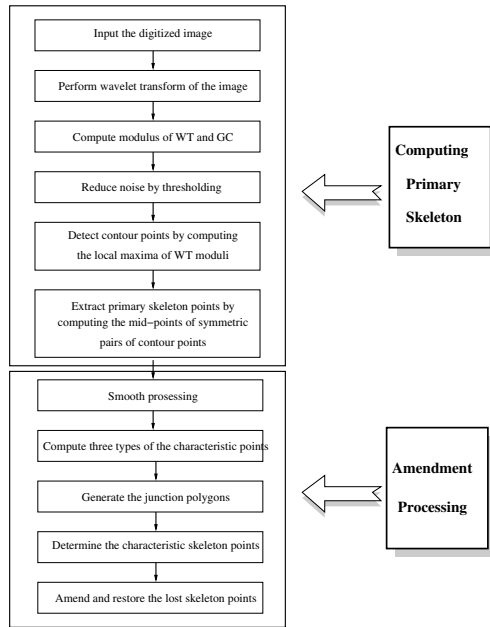 Input the digitized image
Perform wavelet transform of the image
Compute modulus of WT and GC
Reduce noise by thresholding
Detect contour points by computing
the local maxima of WT moduli
Extract primary skeleton points by
computing the mid−points of symmetric
pairs of contour points
Computing
Primary
Skeleton
Smooth prosessing
Compute three types of the characteristic points
Generate the junction polygons
Determine the characteristic skeleton points
Amend and restore the lost skeleton points
Amendment
Processing